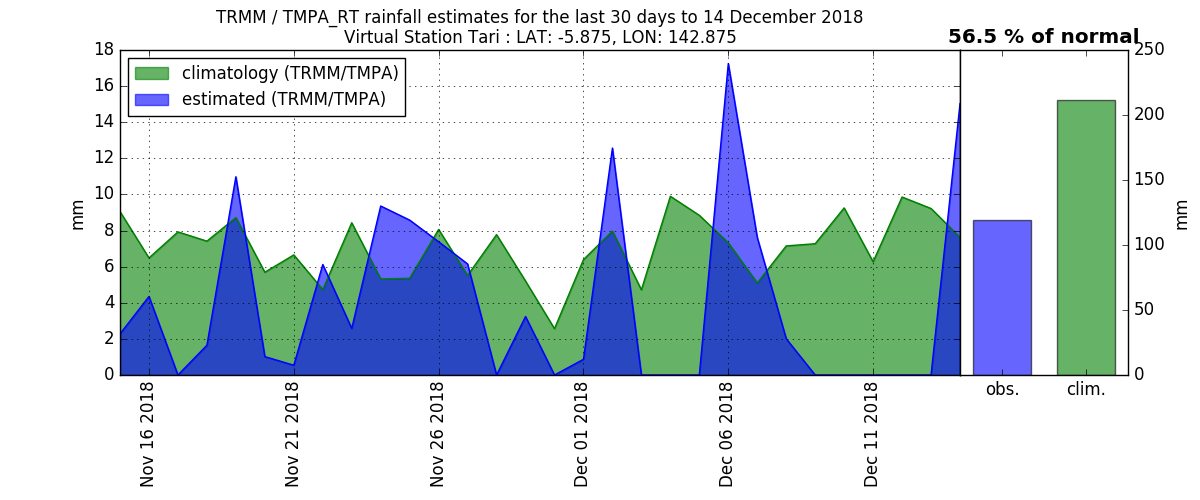 TRMM / TMPA_RT rainfall estimates for the last 30 days to 14 December 2018
Virtual Station Tari : LAT: -5.875, LON: 142.875
56.5 % of normal
climatology (TRMM/TMPA)
estimated (TRMM/TMPA)
18
16
14
12
10
8
6
4
2
0
mm
Nov 16 2018
Nov 21 2018
Nov 26 2018
Dec 01 2018
Dec 06 2018
Dec 11 2018
obs.
clim.
250
200
150
100
50
0
mm